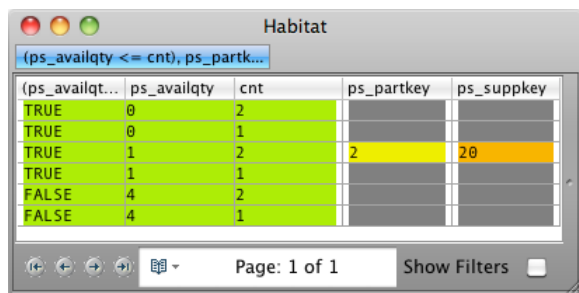 Habitat
(ps_availqty <= cnt), ps_partk...
(ps_availqt... ps_availqty cnt ps_partkey ps_suppkey
TRUE 0 2
TRUE 0 1
TRUE 1 2 2 20
TRUE 1 1
FALSE 4 2
FALSE 4 1
Page: 1 of 1 Show Filters